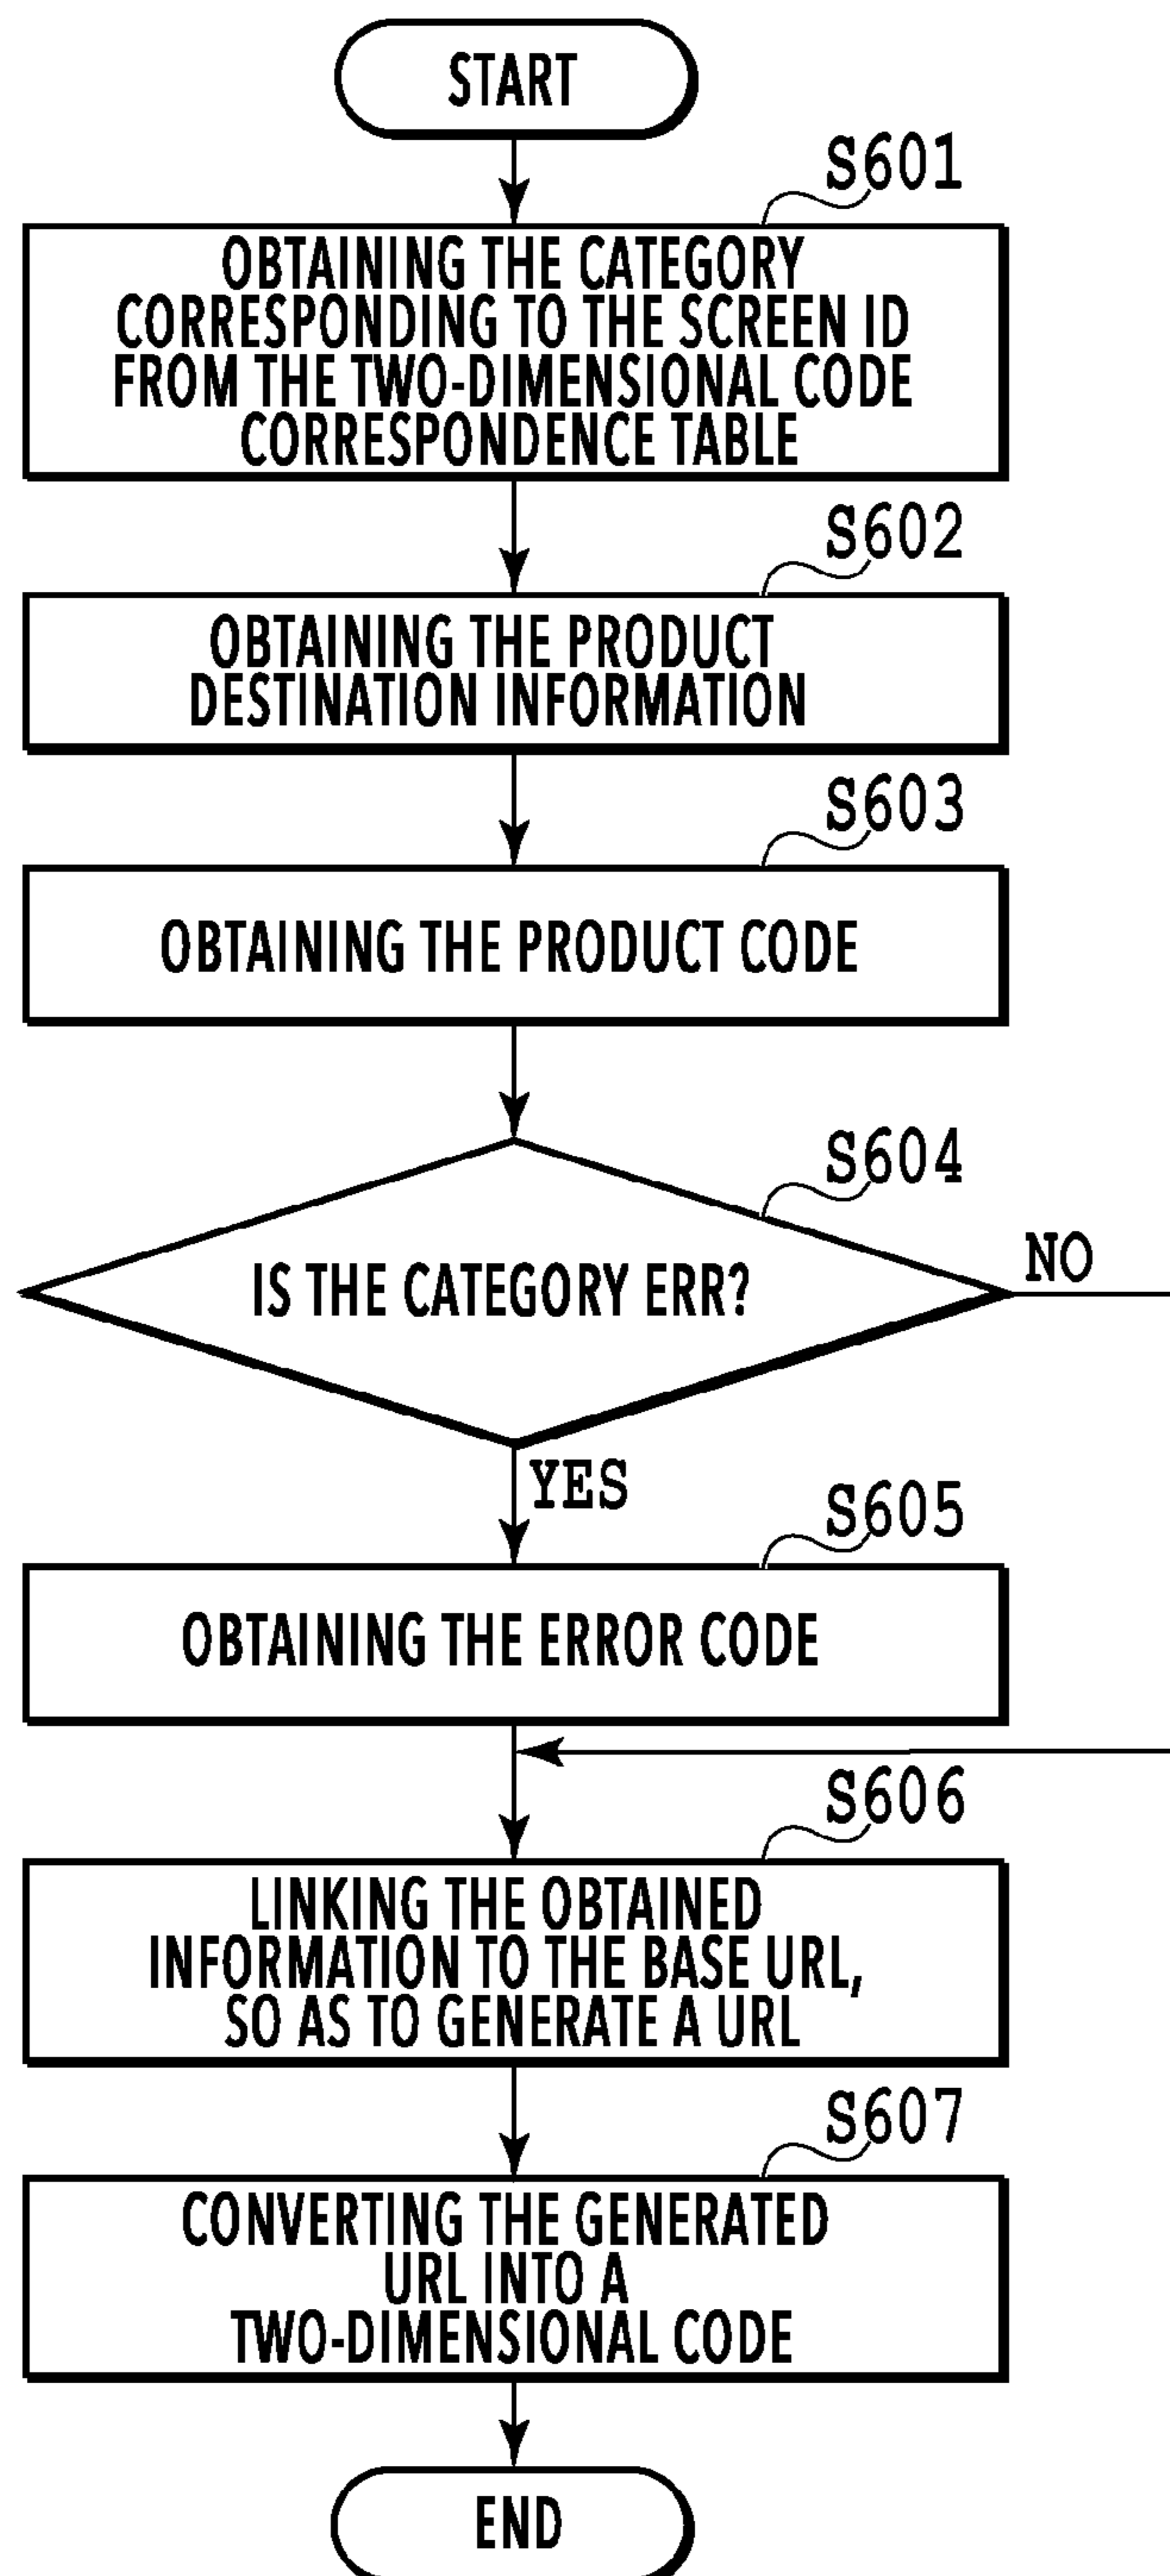 START
S601
OBTAINING THE CATEGORY
CORRESPONDING TO THE SCREEN ID
FROM THE TWO-DIMENSIONAL CODE
CORRESPONDENCE TABLE
S602
OBTAINING THE PRODUCT
DESTINATION INFORMATION
S603
OBTAINING THE PRODUCT CODE
S604
IS THE CATEGORY ERR?
NO
YES
S605
OBTAINING THE ERROR CODE
S606
LINKING THE OBTAINED
INFORMATION TO THE BASE URL,
SO AS TO GENERATE A URL
S607
CONVERTING THE GENERATED
URL INTO A
TWO-DIMENSIONAL CODE
END